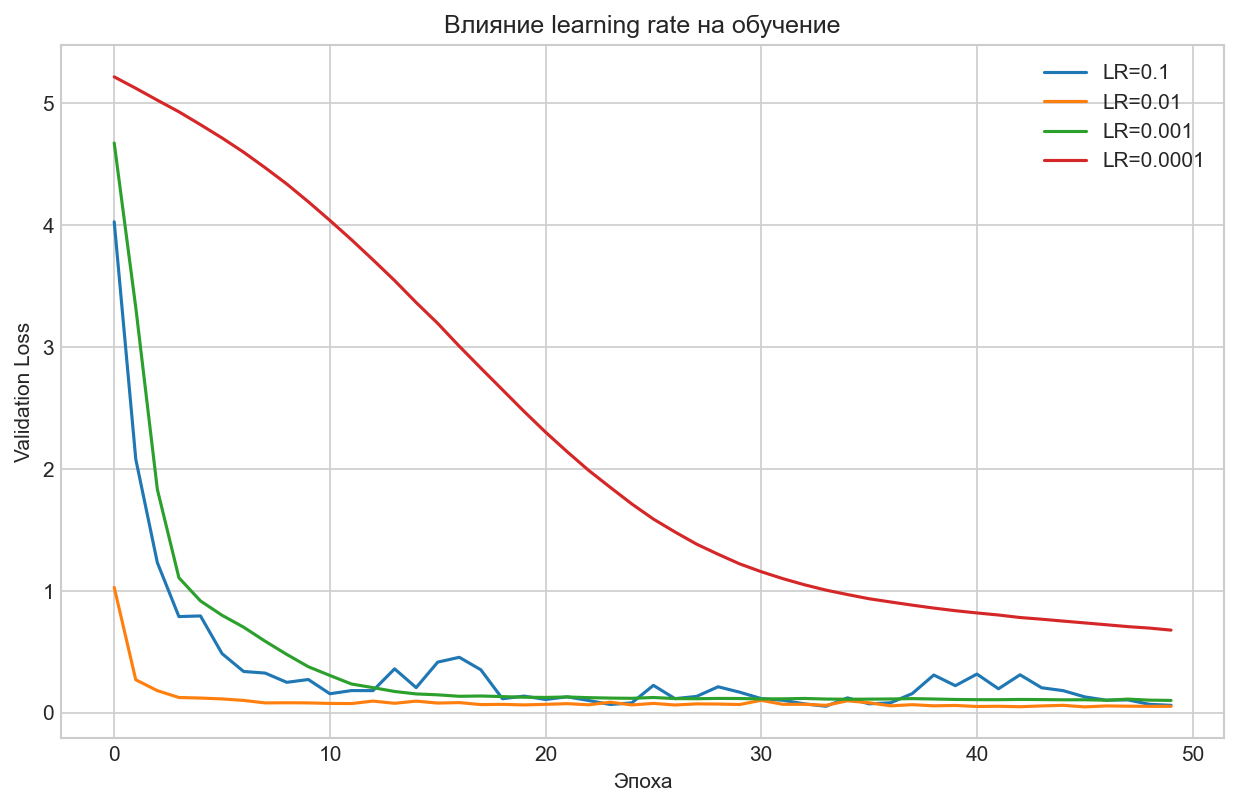 Влияние learning rate на обучение
LR=0.1
LR=0.01
LR=0.001
LR=0.0001
Validation Loss
5
4
3
2
1
0
0 10 20 30 40 50
Эпоха